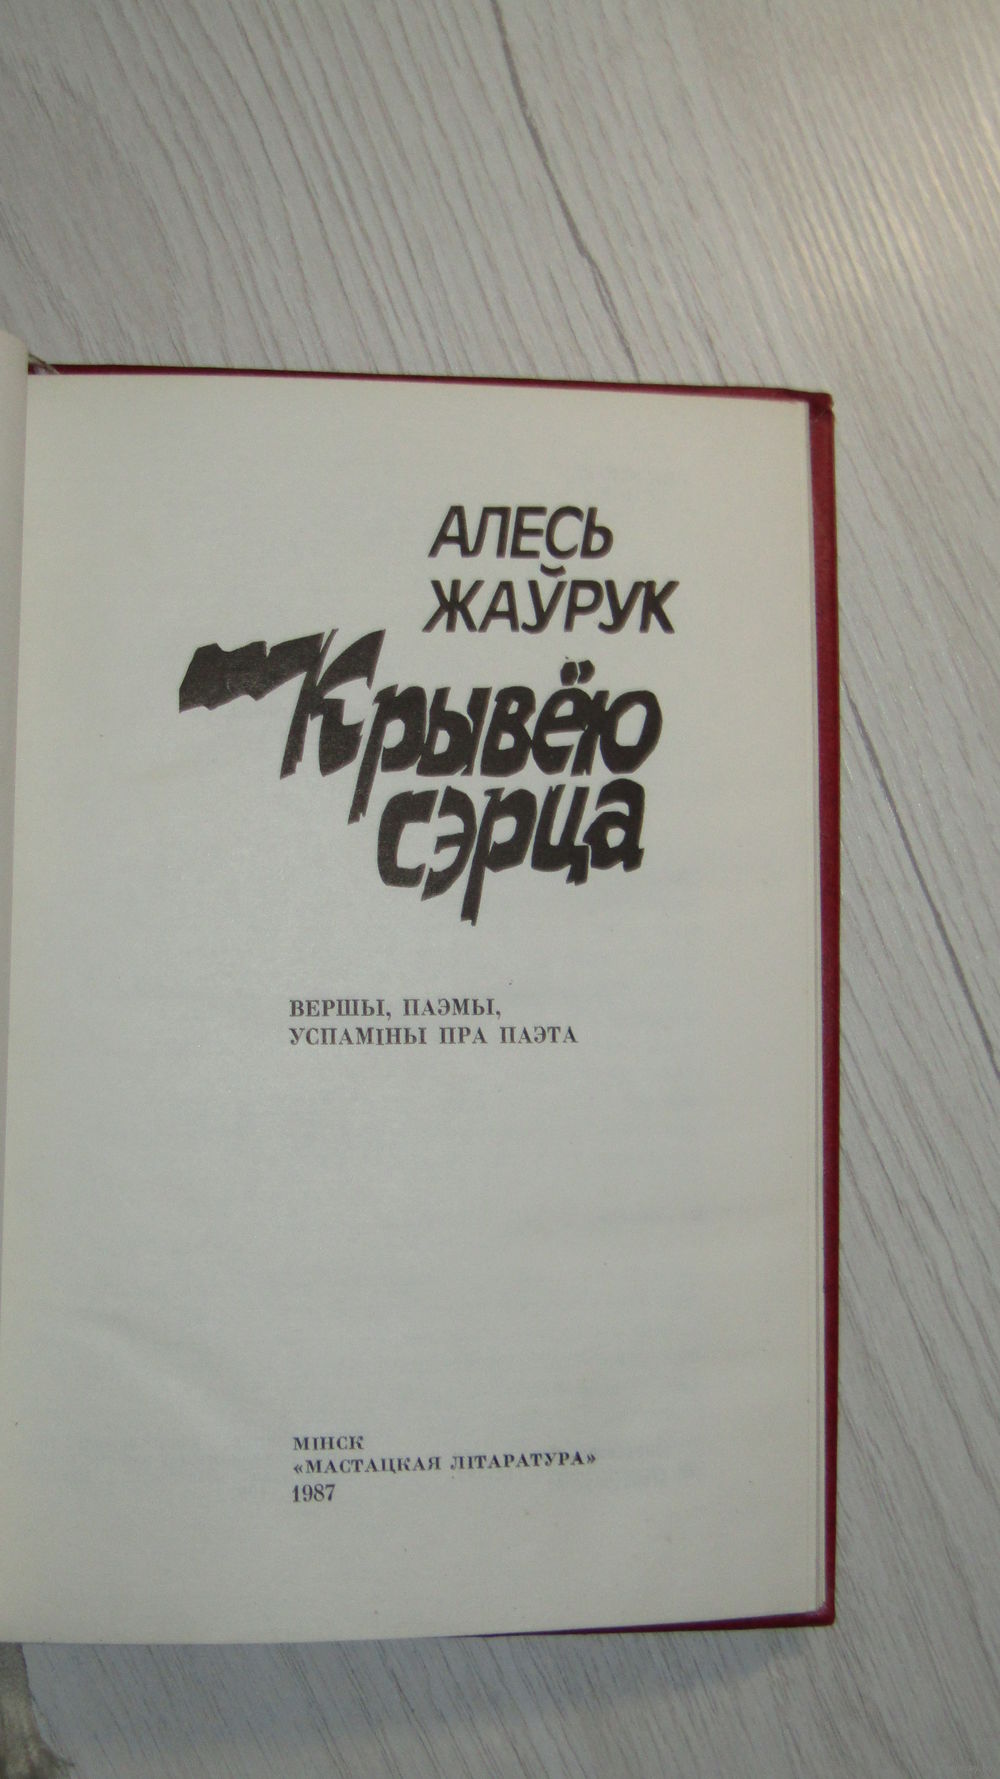 АЛЕСЬ
ЖАЎРУК
Крывёю
сэрца
ВЕРШЫ, ПАЭМЫ,
УСПАМІНЫ ПРА ПАЭТА
МІНСК
«МАСТАЦКАЯ ЛІТАРАТУРА»
1987